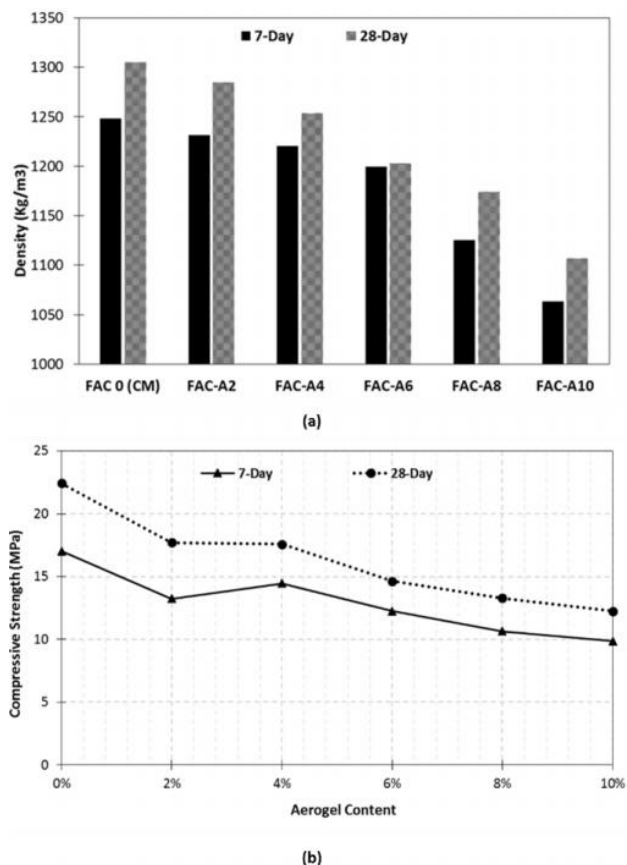 7-Day 28-Day
1350
1300
1250
1200
1150
1100
1050
1000
Density (Kg/m3)
FAC 0 (CM) FAC-A2 FAC-A4 FAC-A6 FAC-A8 FAC-A10
(a)
7-Day 28-Day
25
20
15
10
5
0
Compressive Strength (MPa)
0% 2% 4% 6% 8% 10%
Aerogel Content
(b)